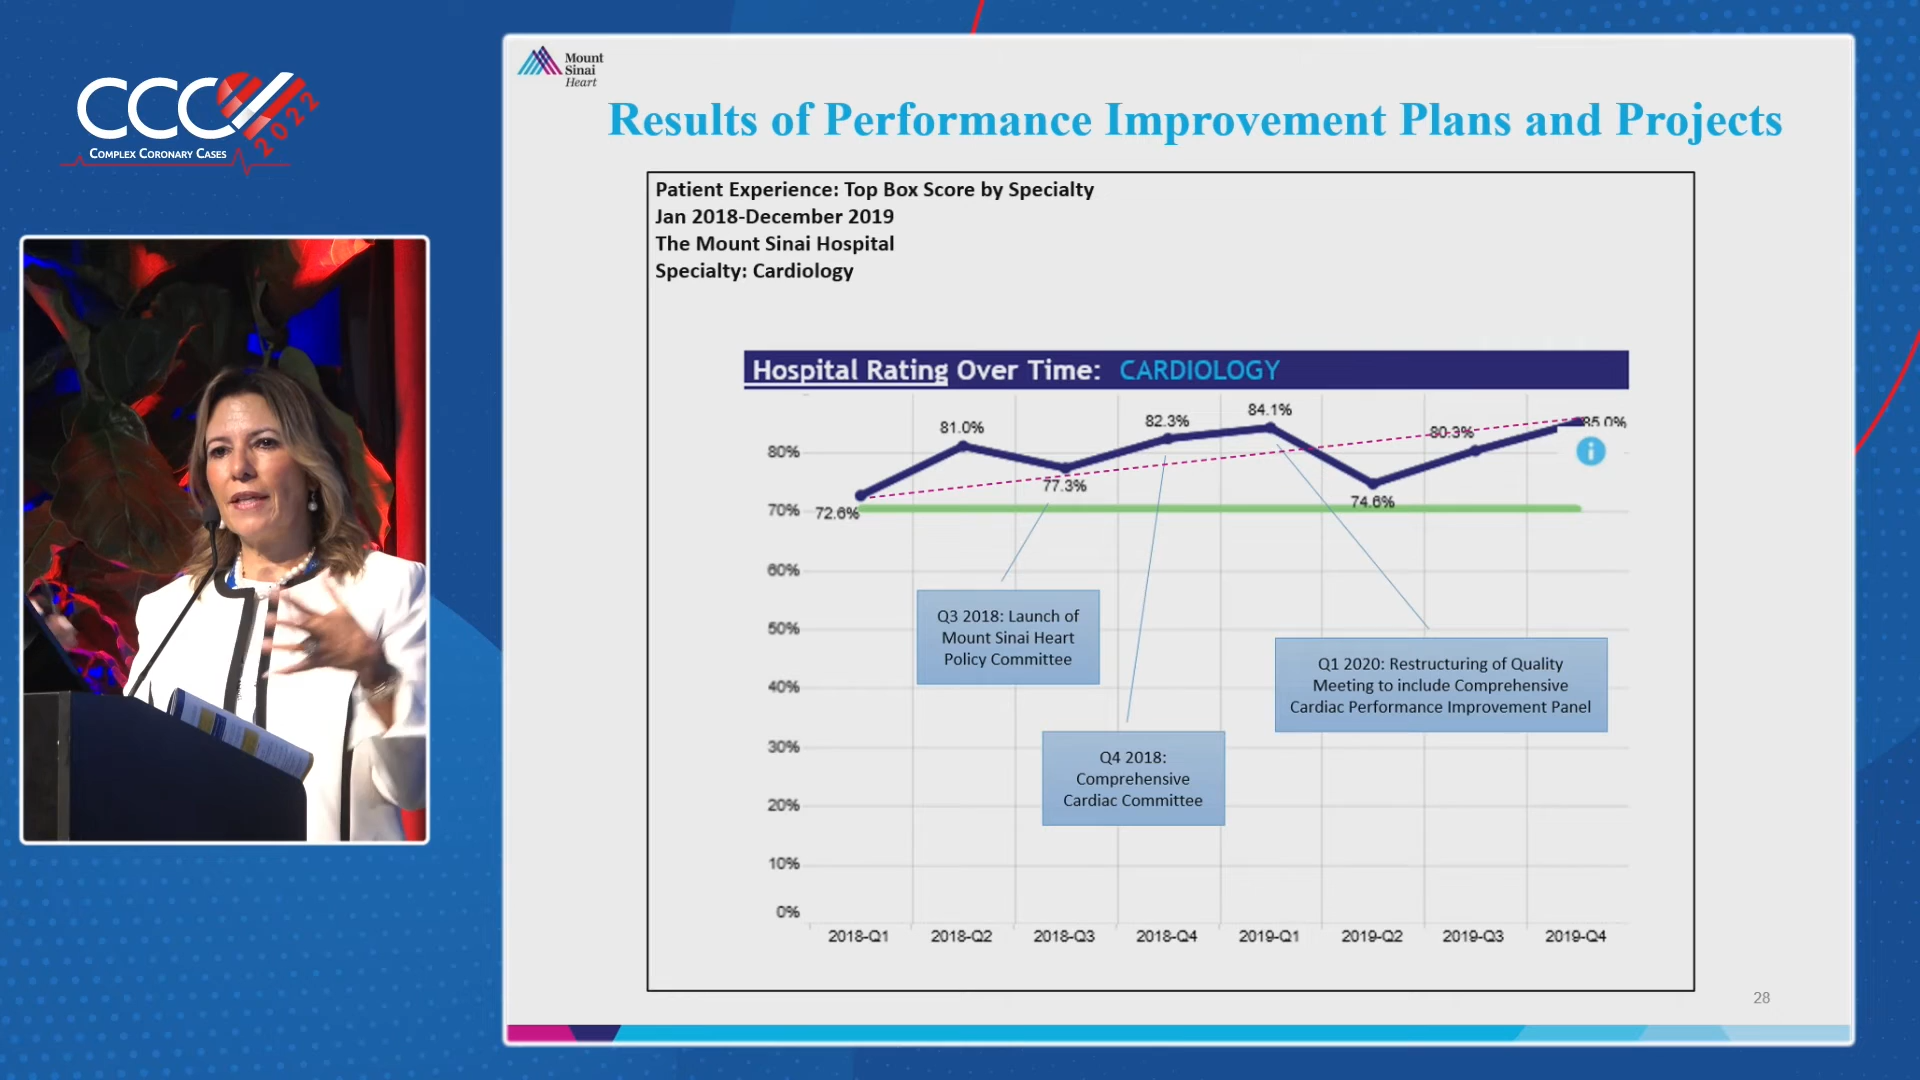 CCC
2022
COMPLEX CORONARY CASES
Mount
Sinai
Heart
Results of Performance Improvement Plans and Projects
Patient Experience: Top Box Score by Specialty
Jan 2018-December 2019
The Mount Sinai Hospital
Specialty: Cardiology
Hospital Rating Over Time: CARDIOLOGY
72.6%
81.0%
77.3%
82.3%
84.1%
74.6%
80.3%
85.0%
80%
70%
60%
50%
40%
30%
20%
10%
0%
Q3 2018: Launch of
Mount Sinai Heart
Policy Committee
Q4 2018:
Comprehensive
Cardiac Committee
Q1 2020: Restructuring of Quality
Meeting to include Comprehensive
Cardiac Performance Improvement Panel
2018-Q1 2018-Q2 2018-Q3 2018-Q4 2019-Q1 2019-Q2 2019-Q3 2019-Q4
28